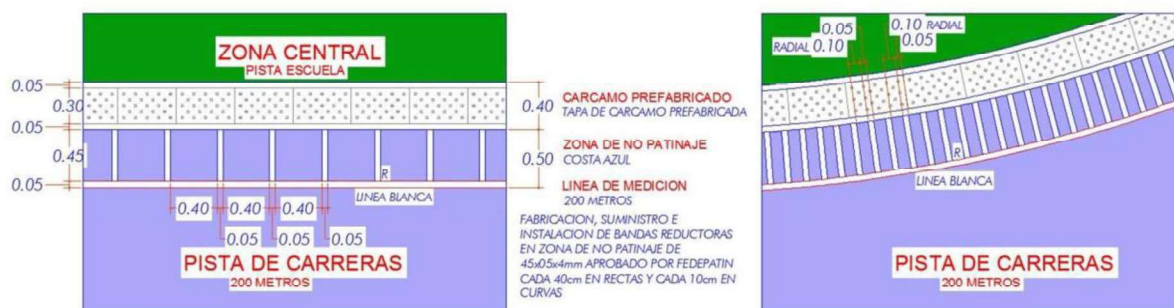 ZONA CENTRAL
PISTA ESCUELA
0.05
0.30
0.05
0.45
0.05
0.40
0.50
R
LINEA BLANCA
0.40 0.40 0.40
0.05 0.05 0.05
PISTA DE CARRERAS
200 METROS
CARCAMO PREFABRICADO
TAPA DE CARCAMO PREFABRICADA
ZONA DE NO PATINAJE
COSTA AZUL
LINEA DE MEDICION
200 METROS
FABRICACION, SUMINISTRO E
INSTALACION DE BANDAS REDUCTORAS
EN ZONA DE NO PATINAJE DE
45x05x4mm APROBADO POR FEDEPATIN
CADA 40cm EN RECTAS Y CADA 10cm EN
CURVAS
0.05
RADIAL 0.10
0.10 RADIAL
0.05
R
LINEA BLANCA
PISTA DE CARRERAS
200 METROS